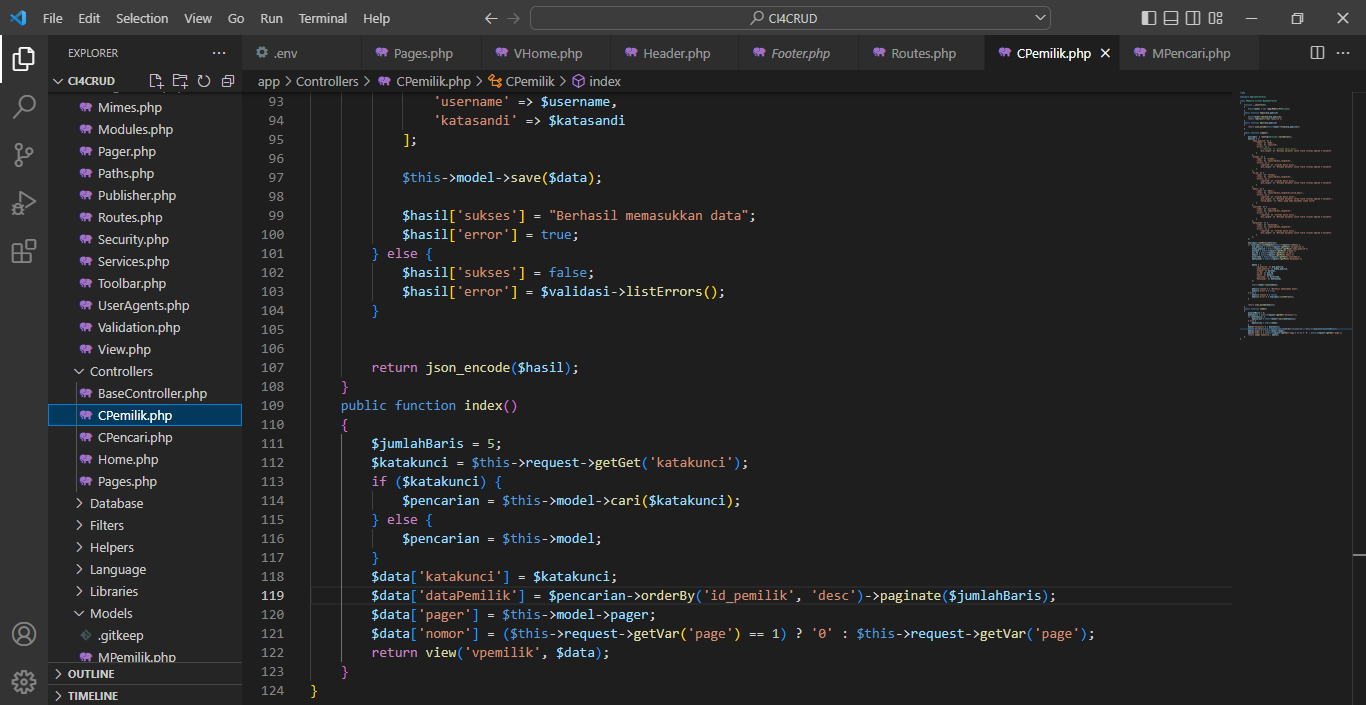 File Edit Selection View Go Run Terminal Help CI4CRUD
EXPLORER
.env Pages.php VHome.php Header.php Footer.php Routes.php CPemilik.php MPencari.php
CI4CRUD
app > Controllers > CPemilik.php > CPemilik > index
Mimes.php
Modules.php
Pager.php
Paths.php
Publisher.php
Routes.php
Security.php
Services.php
Toolbar.php
UserAgents.php
Validation.php
View.php
Controllers
BaseController.php
CPemilik.php
CPencari.php
Home.php
Pages.php
Database
Filters
Helpers
Language
Libraries
Models
.gitkeep
MPemilik.php
OUTLINE
TIMELINE
93 'username' => $username,
94 'katasandi' => $katasandi
95 ];
96
97 $this->model->save($data);
98
99 $hasil['sukses'] = "Berhasil memasukkan data";
100 $hasil['error'] = true;
101 } else {
102 $hasil['sukses'] = false;
103 $hasil['error'] = $validasi->listErrors();
104 }
105
106
107 return json_encode($hasil);
108 }
109 public function index()
110 {
111 $jumlahBaris = 5;
112 $katakunci = $this->request->getGet('katakunci');
113 if ($katakunci) {
114 $pencarian = $this->model->cari($katakunci);
115 } else {
116 $pencarian = $this->model;
117 }
118 $data['katakunci'] = $katakunci;
119 $data['dataPemilik'] = $pencarian->orderBy('id_pemilik', 'desc')->paginate($jumlahBaris);
120 $data['pager'] = $this->model->pager;
121 $data['nomor'] = ($this->request->getVar('page') == 1) ? '0' : $this->request->getVar('page');
122 return view('vpemilik', $data);
123 }
124 }